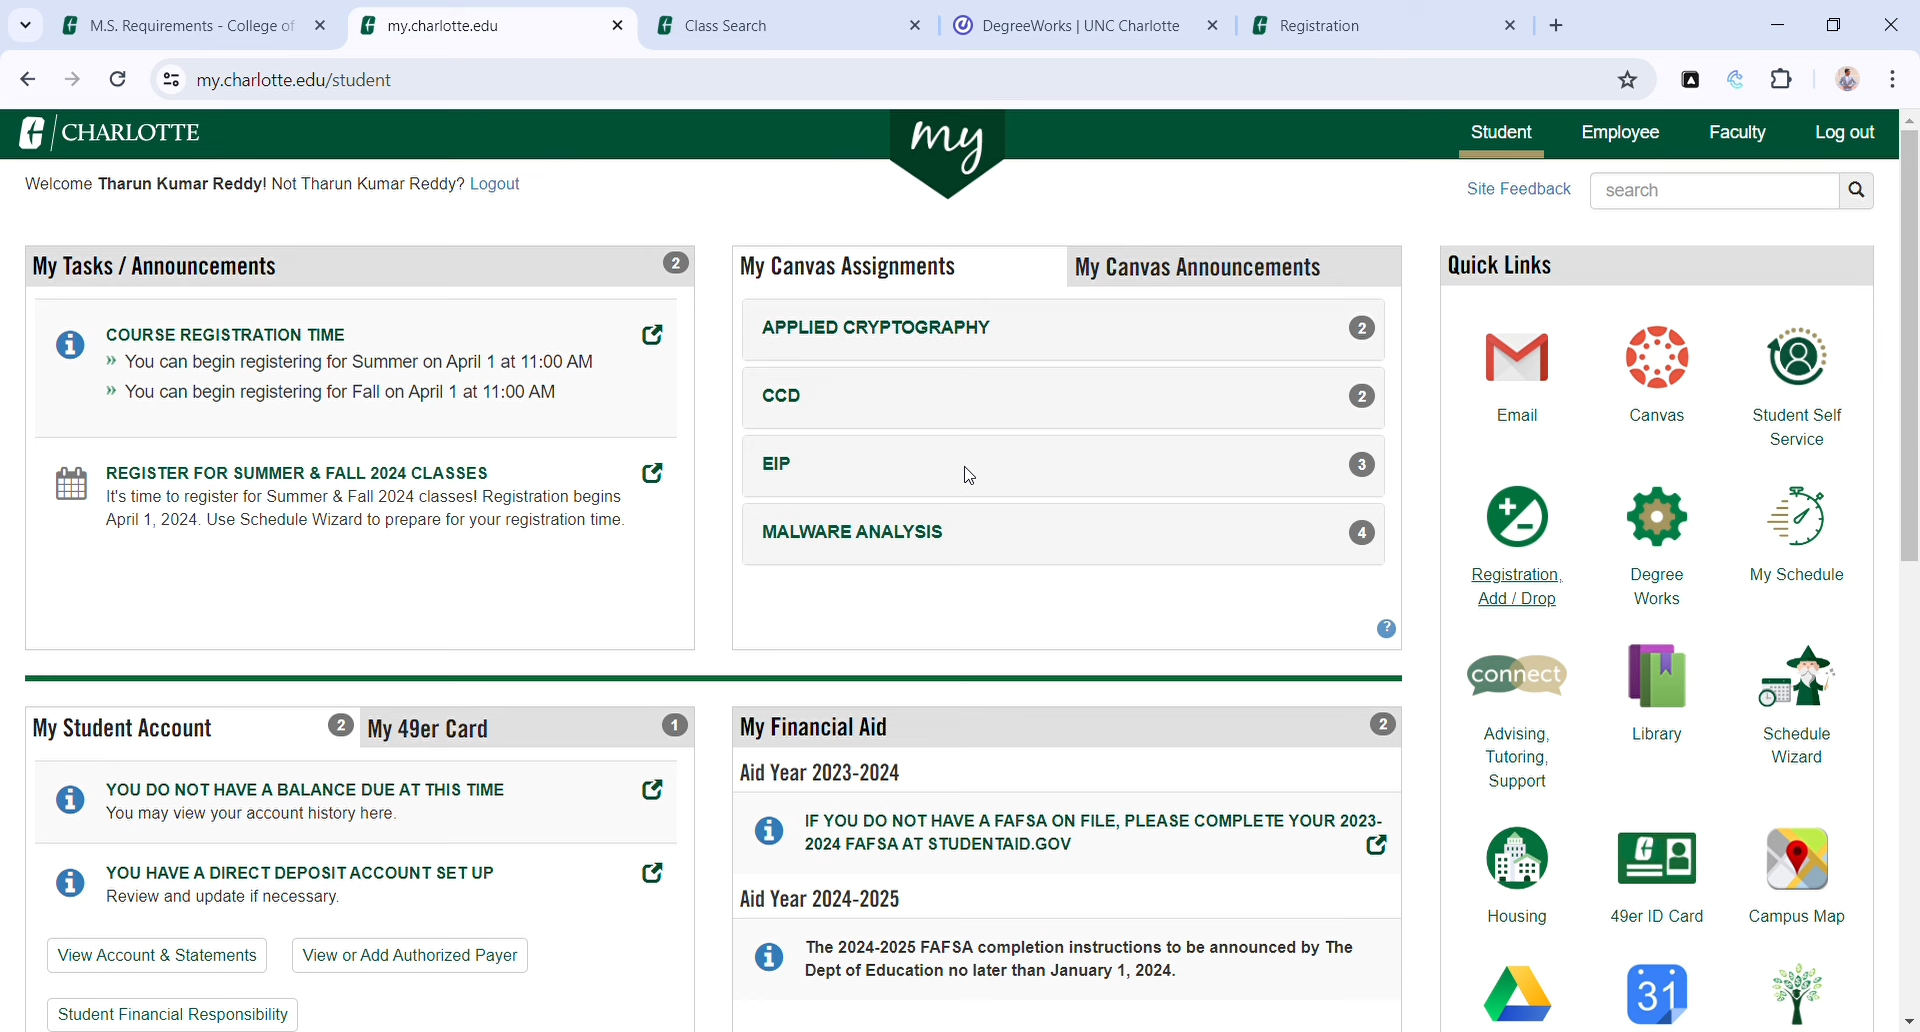 M.S. Requirements - College of
my.charlotte.edu
Class Search
DegreeWorks | UNC Charlotte
Registration
my.charlotte.edu/student
CHARLOTTE
my
Student
Employee
Faculty
Log out
Welcome Tharun Kumar Reddy! Not Tharun Kumar Reddy? Logout
Site Feedback
search
My Tasks / Announcements
2
COURSE REGISTRATION TIME
» You can begin registering for Summer on April 1 at 11:00 AM
» You can begin registering for Fall on April 1 at 11:00 AM
REGISTER FOR SUMMER & FALL 2024 CLASSES
It's time to register for Summer & Fall 2024 classes! Registration begins
April 1, 2024. Use Schedule Wizard to prepare for your registration time.
My Canvas Assignments
My Canvas Announcements
APPLIED CRYPTOGRAPHY
2
CCD
2
EIP
3
MALWARE ANALYSIS
4
?
Quick Links
Email
Canvas
Student Self
Service
Registration,
Add / Drop
Degree
Works
My Schedule
connect
Advising,
Tutoring,
Support
Library
Schedule
Wizard
Housing
49er ID Card
Campus Map
31
My Student Account
2
My 49er Card
1
YOU DO NOT HAVE A BALANCE DUE AT THIS TIME
You may view your account history here.
YOU HAVE A DIRECT DEPOSIT ACCOUNT SET UP
Review and update if necessary.
View Account & Statements
View or Add Authorized Payer
Student Financial Responsibility
My Financial Aid
2
Aid Year 2023-2024
IF YOU DO NOT HAVE A FAFSA ON FILE, PLEASE COMPLETE YOUR 2023-
2024 FAFSA AT STUDENTAID.GOV
Aid Year 2024-2025
The 2024-2025 FAFSA completion instructions to be announced by The
Dept of Education no later than January 1, 2024.